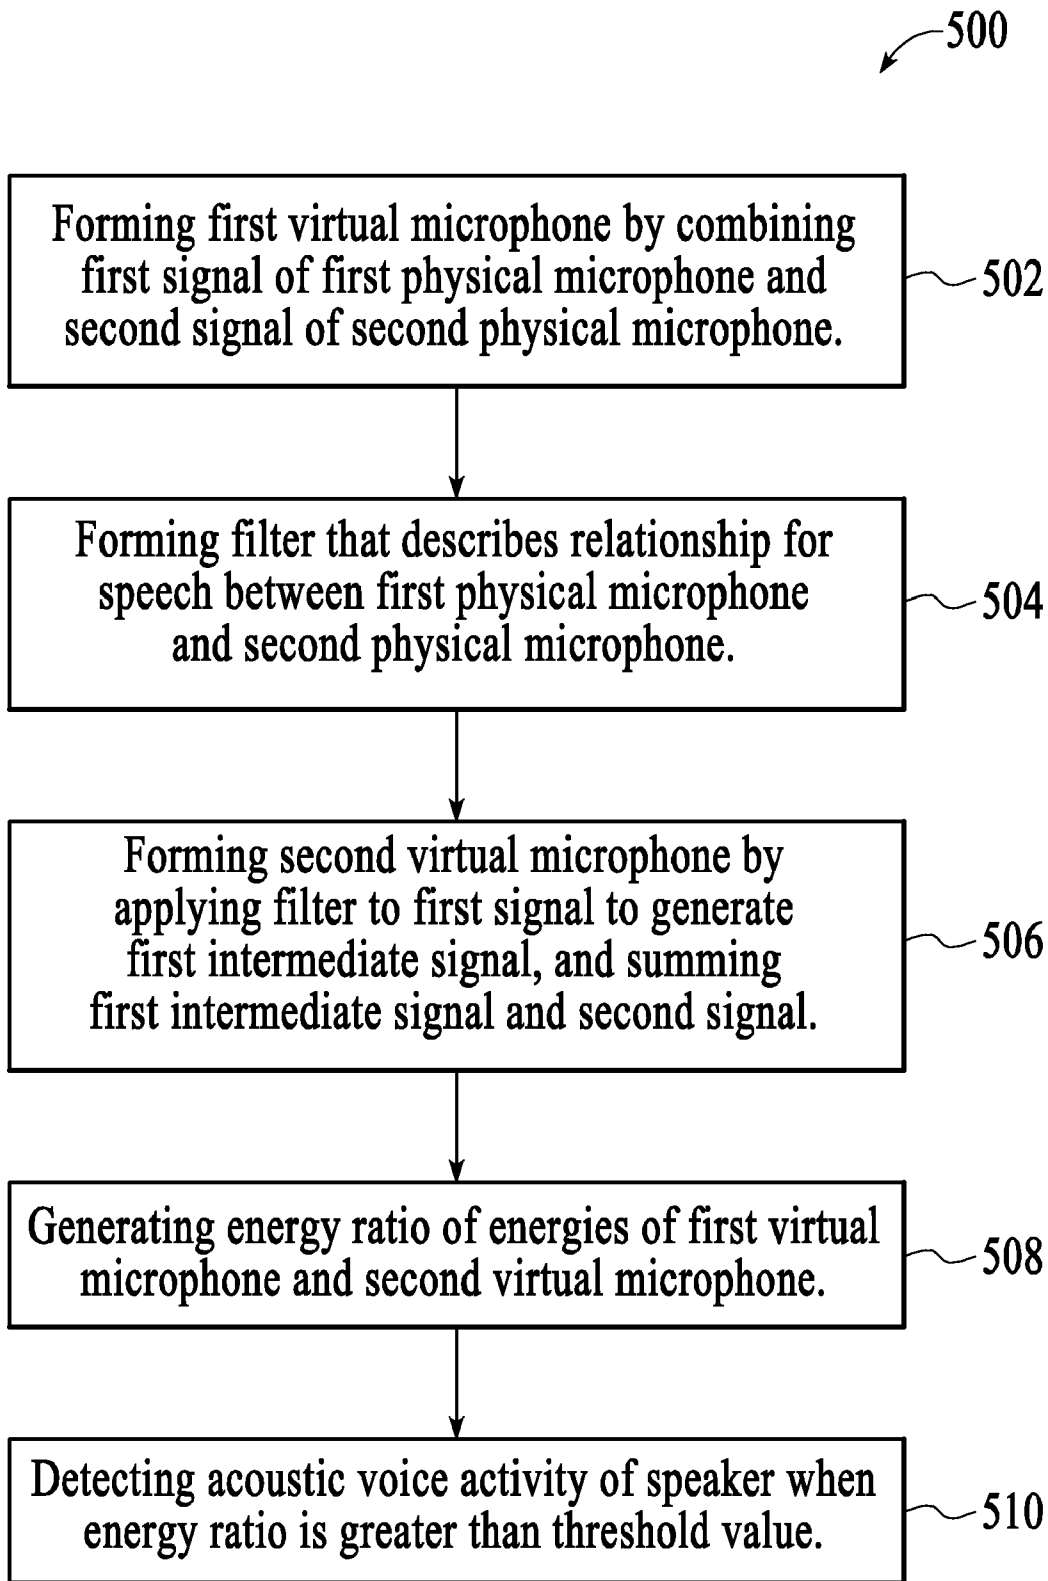 500
Forming first virtual microphone by combining
first signal of first physical microphone and
second signal of second physical microphone.
502
Forming filter that describes relationship for
speech between first physical microphone
and second physical microphone.
504
Forming second virtual microphone by
applying filter to first signal to generate
first intermediate signal, and summing
first intermediate signal and second signal.
506
Generating energy ratio of energies of first virtual
microphone and second virtual microphone.
508
Detecting acoustic voice activity of speaker when
energy ratio is greater than threshold value.
510